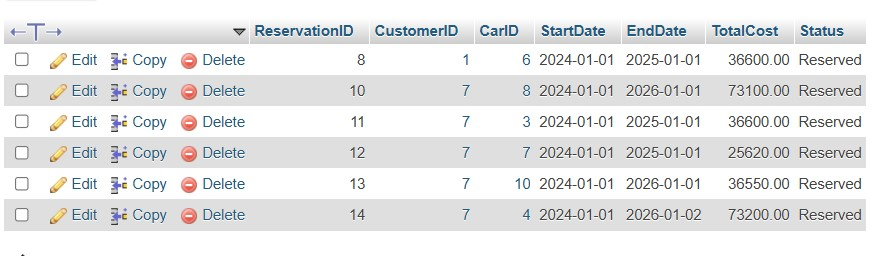 ReservationID CustomerID CarID StartDate EndDate TotalCost Status
Edit Copy Delete 8 1 6 2024-01-01 2025-01-01 36600.00 Reserved
Edit Copy Delete 10 7 8 2024-01-01 2026-01-01 73100.00 Reserved
Edit Copy Delete 11 7 3 2024-01-01 2025-01-01 36600.00 Reserved
Edit Copy Delete 12 7 7 2024-01-01 2025-01-01 25620.00 Reserved
Edit Copy Delete 13 7 10 2024-01-01 2026-01-01 36550.00 Reserved
Edit Copy Delete 14 7 4 2024-01-01 2026-01-02 73200.00 Reserved